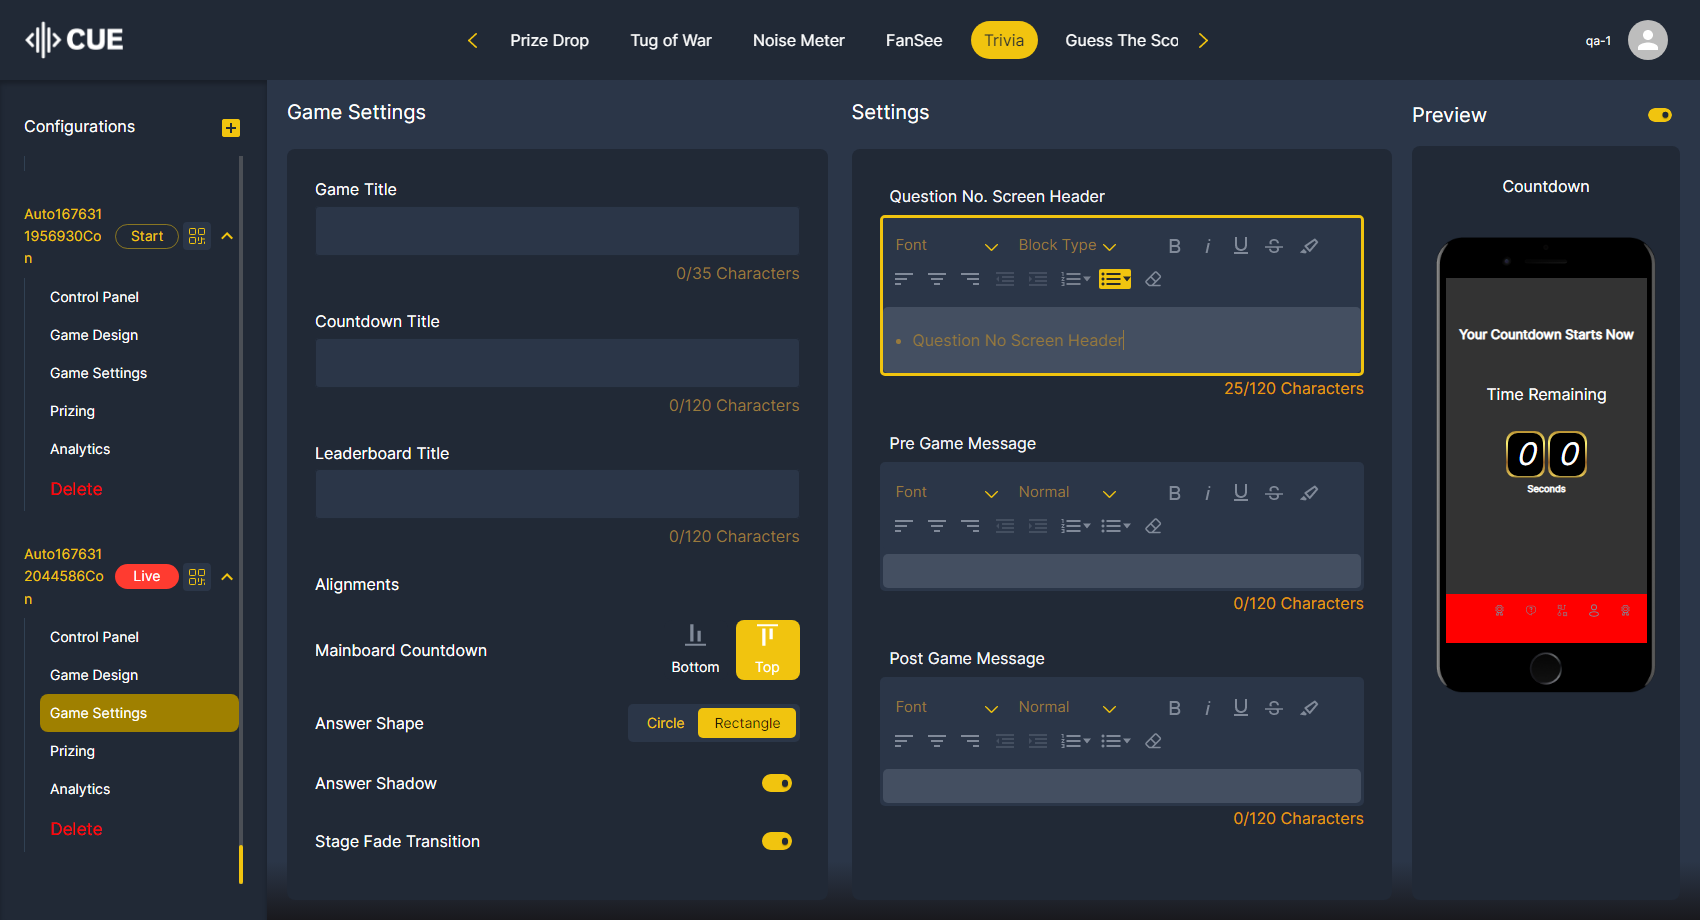 CUE
Prize Drop
Tug of War
Noise Meter
FanSee
Trivia
Guess The Sco
qa-1
Configurations
Auto167631
1956930Co
n
Start
Control Panel
Game Design
Game Settings
Prizing
Analytics
Delete
Auto167631
2044586Co
n
Live
Control Panel
Game Design
Game Settings
Prizing
Analytics
Delete
Game Settings
Game Title
0/35 Characters
Countdown Title
0/120 Characters
Leaderboard Title
0/120 Characters
Alignments
Mainboard Countdown
Bottom
Top
Answer Shape
Circle
Rectangle
Answer Shadow
Stage Fade Transition
Settings
Question No. Screen Header
Font
Block Type
B i U S
• Question No Screen Header
25/120 Characters
Pre Game Message
Font
Normal
B i U S
0/120 Characters
Post Game Message
Font
Normal
B i U S
0/120 Characters
Preview
Countdown
Your Countdown Starts Now
Time Remaining
0 0
Seconds